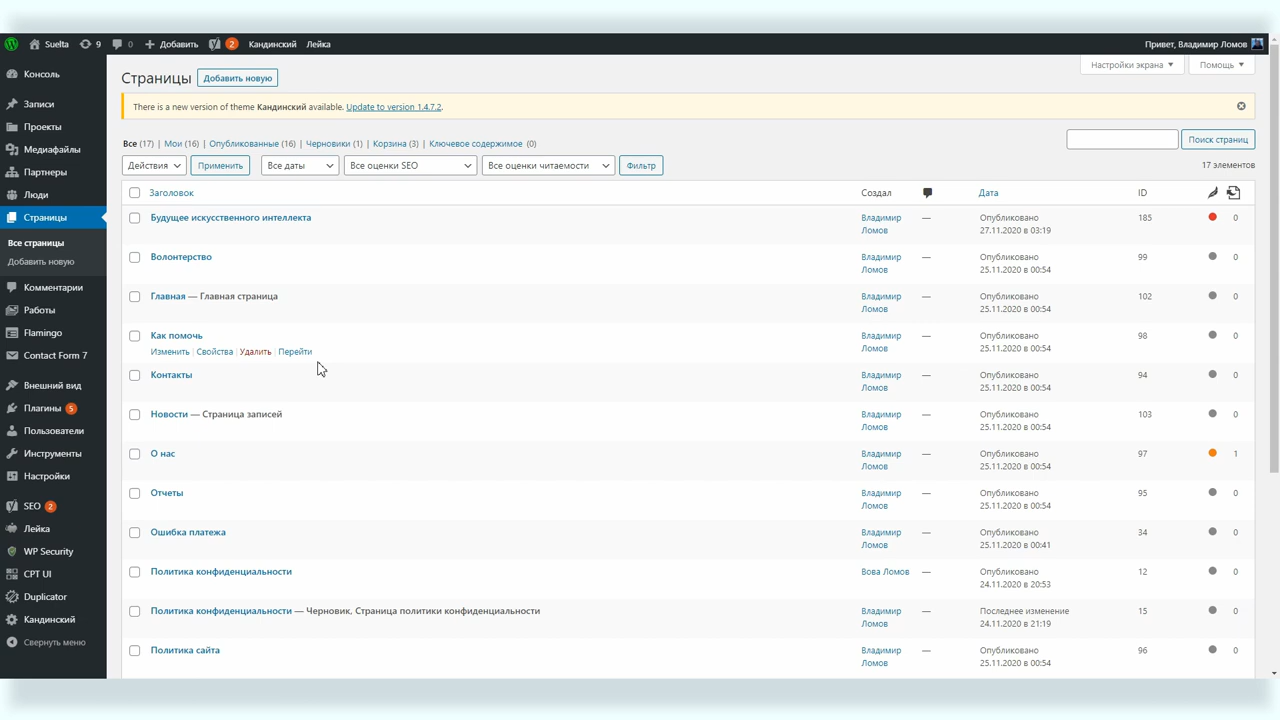 Suelta 9 0 Добавить 2 Кандинский Лейка Привет, Владимир Ломов
Консоль
Записи
Проекты
Медиафайлы
Партнеры
Люди
Страницы
Все страницы
Добавить новую
Комментарии
Работы
Flamingo
Contact Form 7
Внешний вид
Плагины 5
Пользователи
Инструменты
Настройки
SEO 2
Лейка
WP Security
CPT UI
Duplicator
Кандинский
Свернуть меню
Настройки экрана Помощь
Страницы Добавить новую
There is a new version of theme Кандинский available. Update to version 1.4.7.2.
Все (17) | Мои (16) | Опубликованные (16) | Черновики (1) | Корзина (3) | Ключевое содержимое (0)
Поиск страниц
Действия Применить Все даты Все оценки SEO Все оценки читаемости Фильтр 17 элементов
Заголовок Создал Дата ID
Будущее искусственного интеллекта Владимир — Опубликовано 185 0
Ломов 27.11.2020 в 03:19
Волонтерство Владимир — Опубликовано 99 0
Ломов 25.11.2020 в 00:54
Главная — Главная страница Владимир — Опубликовано 102 0
Ломов 25.11.2020 в 00:54
Как помочь Владимир — Опубликовано 98 0
Изменить | Свойства | Удалить | Перейти Ломов 25.11.2020 в 00:54
Контакты Владимир — Опубликовано 94 0
Ломов 25.11.2020 в 00:54
Новости — Страница записей Владимир — Опубликовано 103 0
Ломов 25.11.2020 в 00:54
О нас Владимир — Опубликовано 97 1
Ломов 25.11.2020 в 00:54
Отчеты Владимир — Опубликовано 95 0
Ломов 25.11.2020 в 00:54
Ошибка платежа Владимир — Опубликовано 34 0
Ломов 25.11.2020 в 00:41
Политика конфиденциальности Вова Ломов — Опубликовано 12 0
24.11.2020 в 20:53
Политика конфиденциальности — Черновик, Страница политики конфиденциальности Владимир — Последнее изменение 15 0
Ломов 24.11.2020 в 21:19
Политика сайта Владимир — Опубликовано 96 0
Ломов 25.11.2020 в 00:54